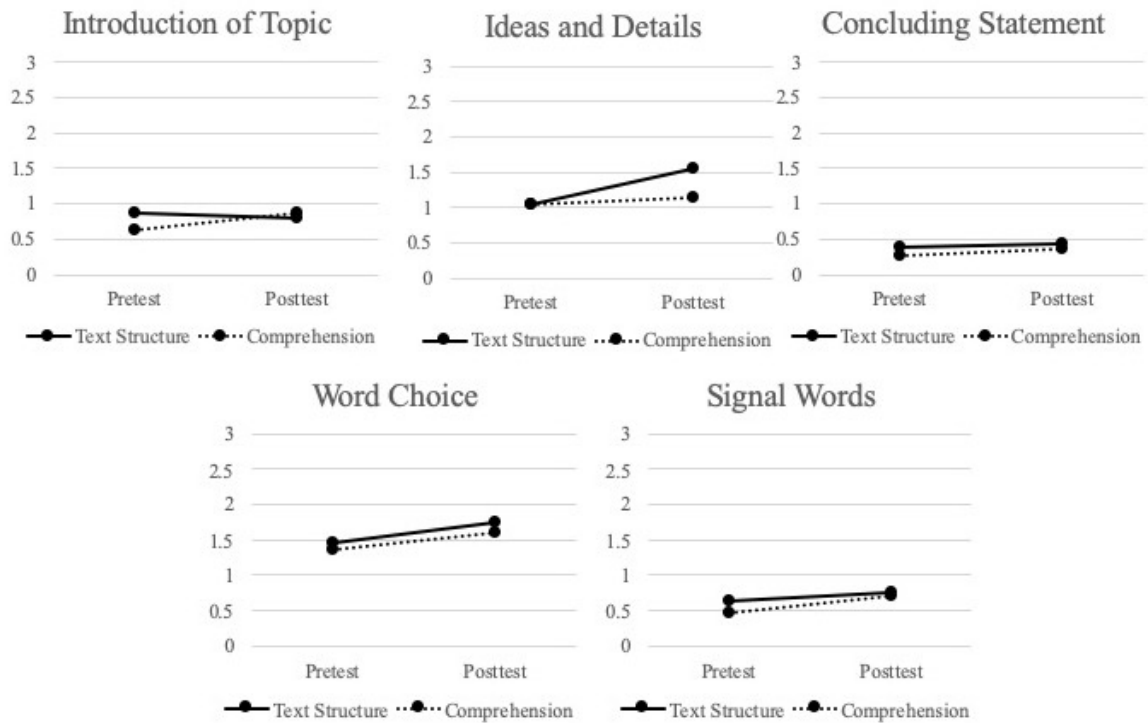 Introduction of Topic
3
2.5
2
1.5
1
0.5
0
Pretest Posttest
Text Structure Comprehension
Ideas and Details
3
2.5
2
1.5
1
0.5
0
Pretest Posttest
Text Structure Comprehension
Concluding Statement
3
2.5
2
1.5
1
0.5
0
Pretest Posttest
Text Structure Comprehension
Word Choice
3
2.5
2
1.5
1
0.5
0
Pretest Posttest
Text Structure Comprehension
Signal Words
3
2.5
2
1.5
1
0.5
0
Pretest Posttest
Text Structure Comprehension